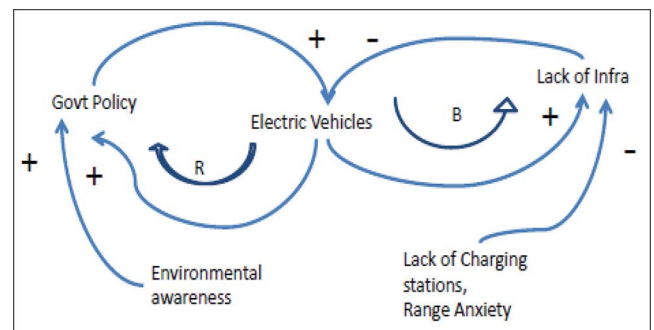 + -
Govt Policy
Electric Vehicles
Lack of Infra
B
+
-
+
+
R
Environmental
awareness
Lack of Charging
stations,
Range Anxiety